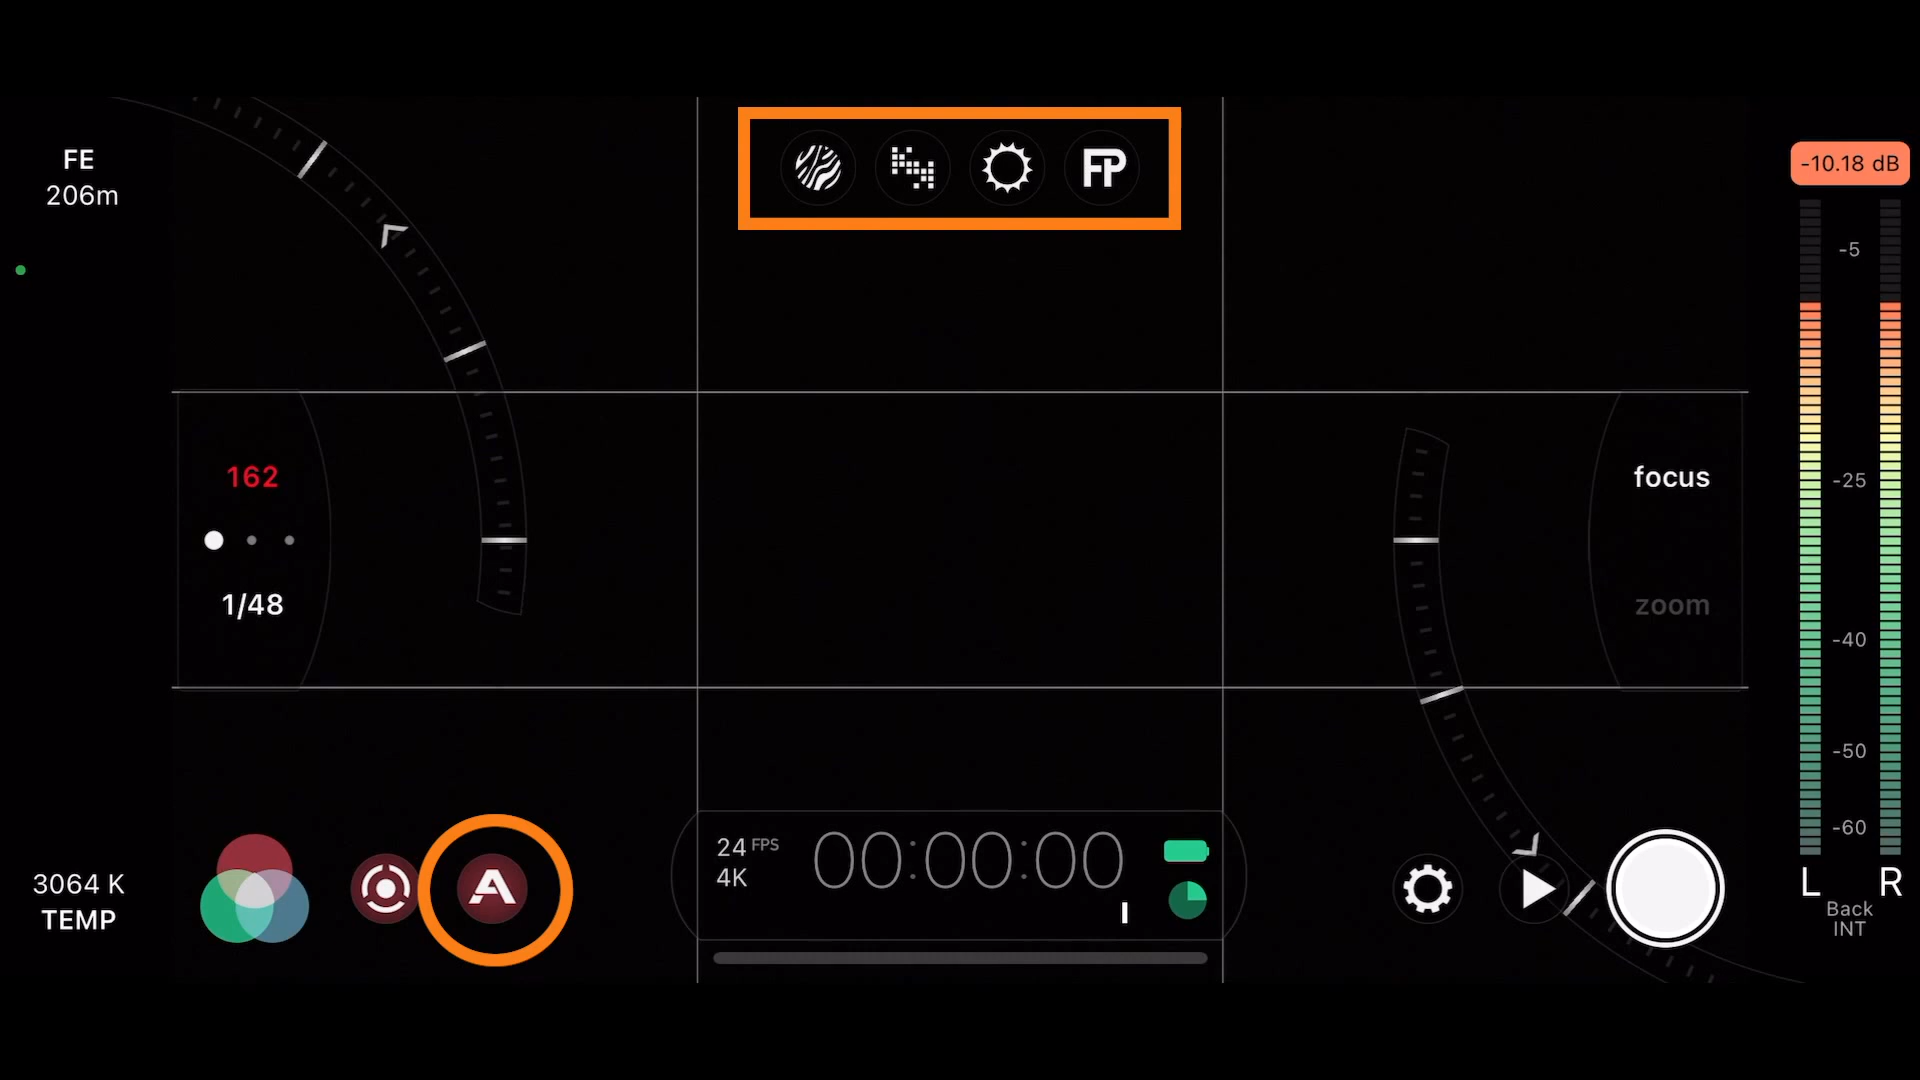 FE
206m
FP
-10.18 dB
-5
-25
-40
-50
-60
162
1/48
focus
zoom
3064 K
TEMP
A
24 FPS
4K
00:00:00
L R
Back
INT